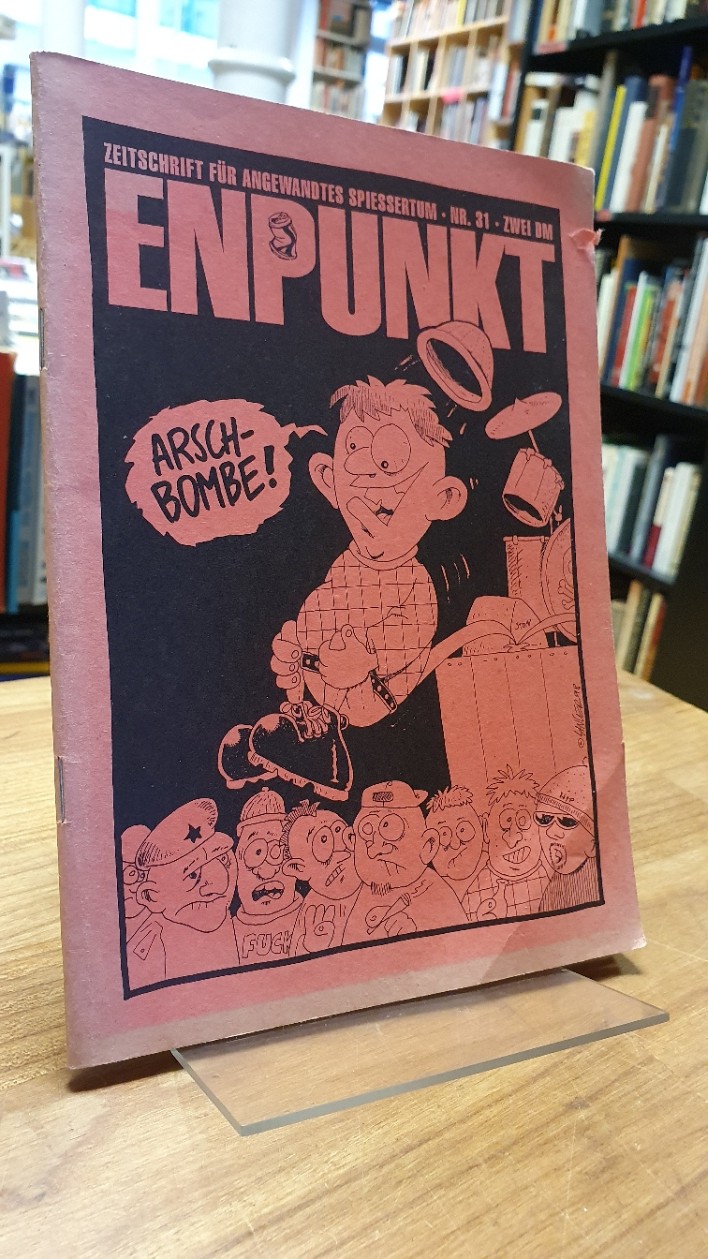 ZEITSCHRIFT FÜR ANGEWANDTES SPIESSERTUM · NR. 31 · ZWEI DM
ENPUNKT
ARSCH-
BOMBE!
FUCK